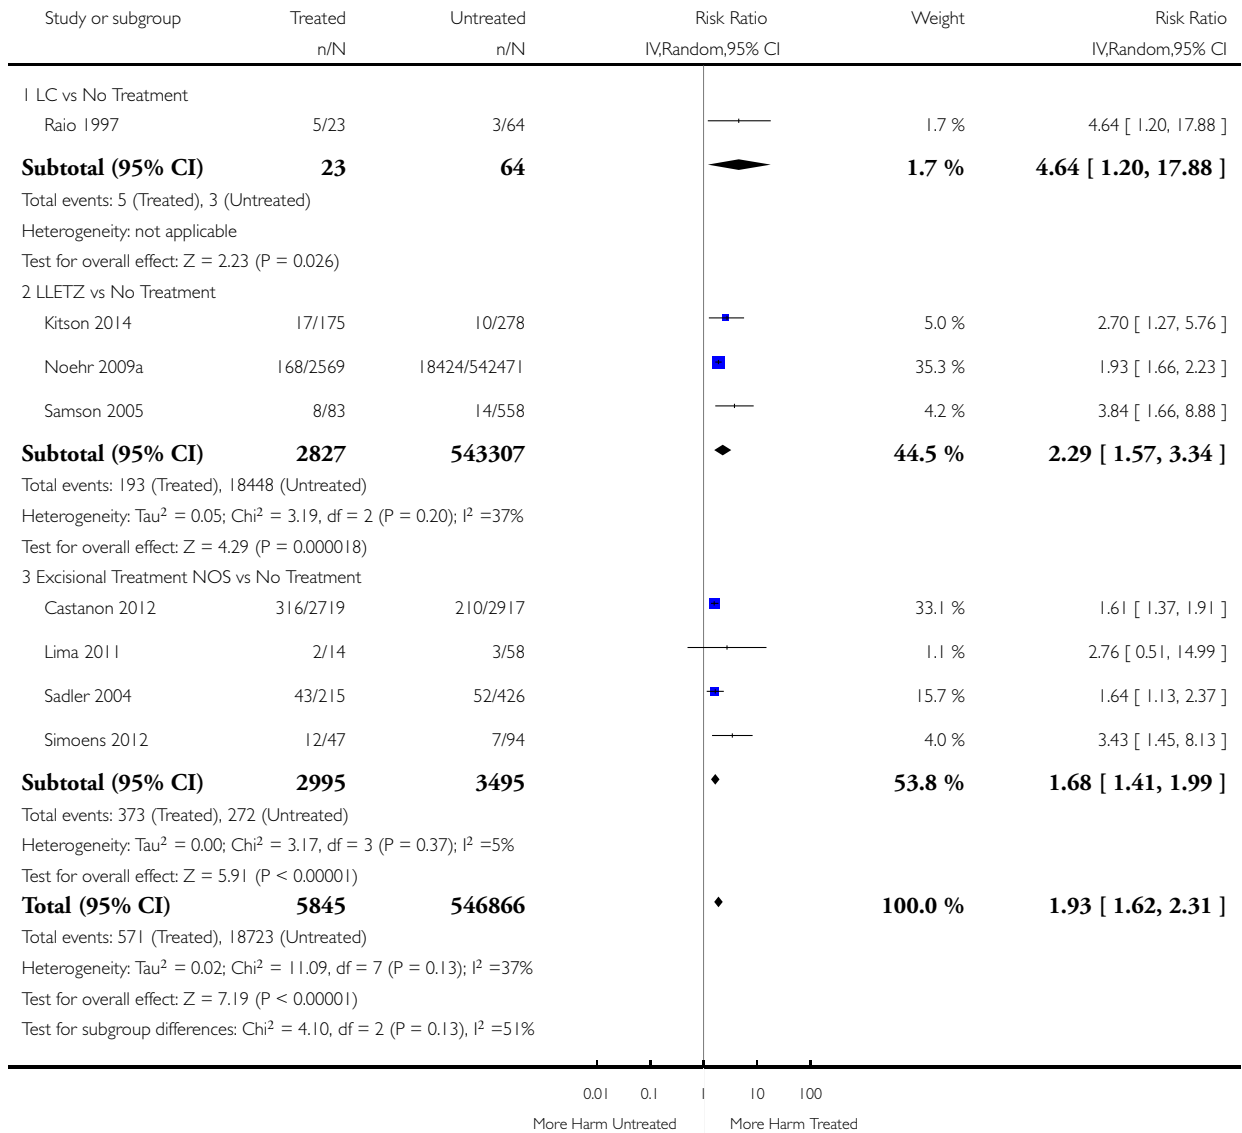 Study or subgroup Treated Untreated Risk Ratio Weight Risk Ratio
n/N n/N IV,Random,95% CI IV,Random,95% CI
1 LC vs No Treatment
Raio 1997 5/23 3/64 1.7 % 4.64 [ 1.20, 17.88 ]
Subtotal (95% CI) 23 64 1.7 % 4.64 [ 1.20, 17.88 ]
Total events: 5 (Treated), 3 (Untreated)
Heterogeneity: not applicable
Test for overall effect: Z = 2.23 (P = 0.026)
2 LLETZ vs No Treatment
Kitson 2014 17/175 10/278 5.0 % 2.70 [ 1.27, 5.76 ]
Noehr 2009a 168/2569 18424/542471 35.3 % 1.93 [ 1.66, 2.23 ]
Samson 2005 8/83 14/558 4.2 % 3.84 [ 1.66, 8.88 ]
Subtotal (95% CI) 2827 543307 44.5 % 2.29 [ 1.57, 3.34 ]
Total events: 193 (Treated), 18448 (Untreated)
Heterogeneity: Tau² = 0.05; Chi² = 3.19, df = 2 (P = 0.20); I² =37%
Test for overall effect: Z = 4.29 (P = 0.000018)
3 Excisional Treatment NOS vs No Treatment
Castanon 2012 316/2719 210/2917 33.1 % 1.61 [ 1.37, 1.91 ]
Lima 2011 2/14 3/58 1.1 % 2.76 [ 0.51, 14.99 ]
Sadler 2004 43/215 52/426 15.7 % 1.64 [ 1.13, 2.37 ]
Simoens 2012 12/47 7/94 4.0 % 3.43 [ 1.45, 8.13 ]
Subtotal (95% CI) 2995 3495 53.8 % 1.68 [ 1.41, 1.99 ]
Total events: 373 (Treated), 272 (Untreated)
Heterogeneity: Tau² = 0.00; Chi² = 3.17, df = 3 (P = 0.37); I² =5%
Test for overall effect: Z = 5.91 (P < 0.00001)
Total (95% CI) 5845 546866 100.0 % 1.93 [ 1.62, 2.31 ]
Total events: 571 (Treated), 18723 (Untreated)
Heterogeneity: Tau² = 0.02; Chi² = 11.09, df = 7 (P = 0.13); I² =37%
Test for overall effect: Z = 7.19 (P < 0.00001)
Test for subgroup differences: Chi² = 4.10, df = 2 (P = 0.13), I² =51%
0.01 0.1 1 10 100
More Harm Untreated More Harm Treated